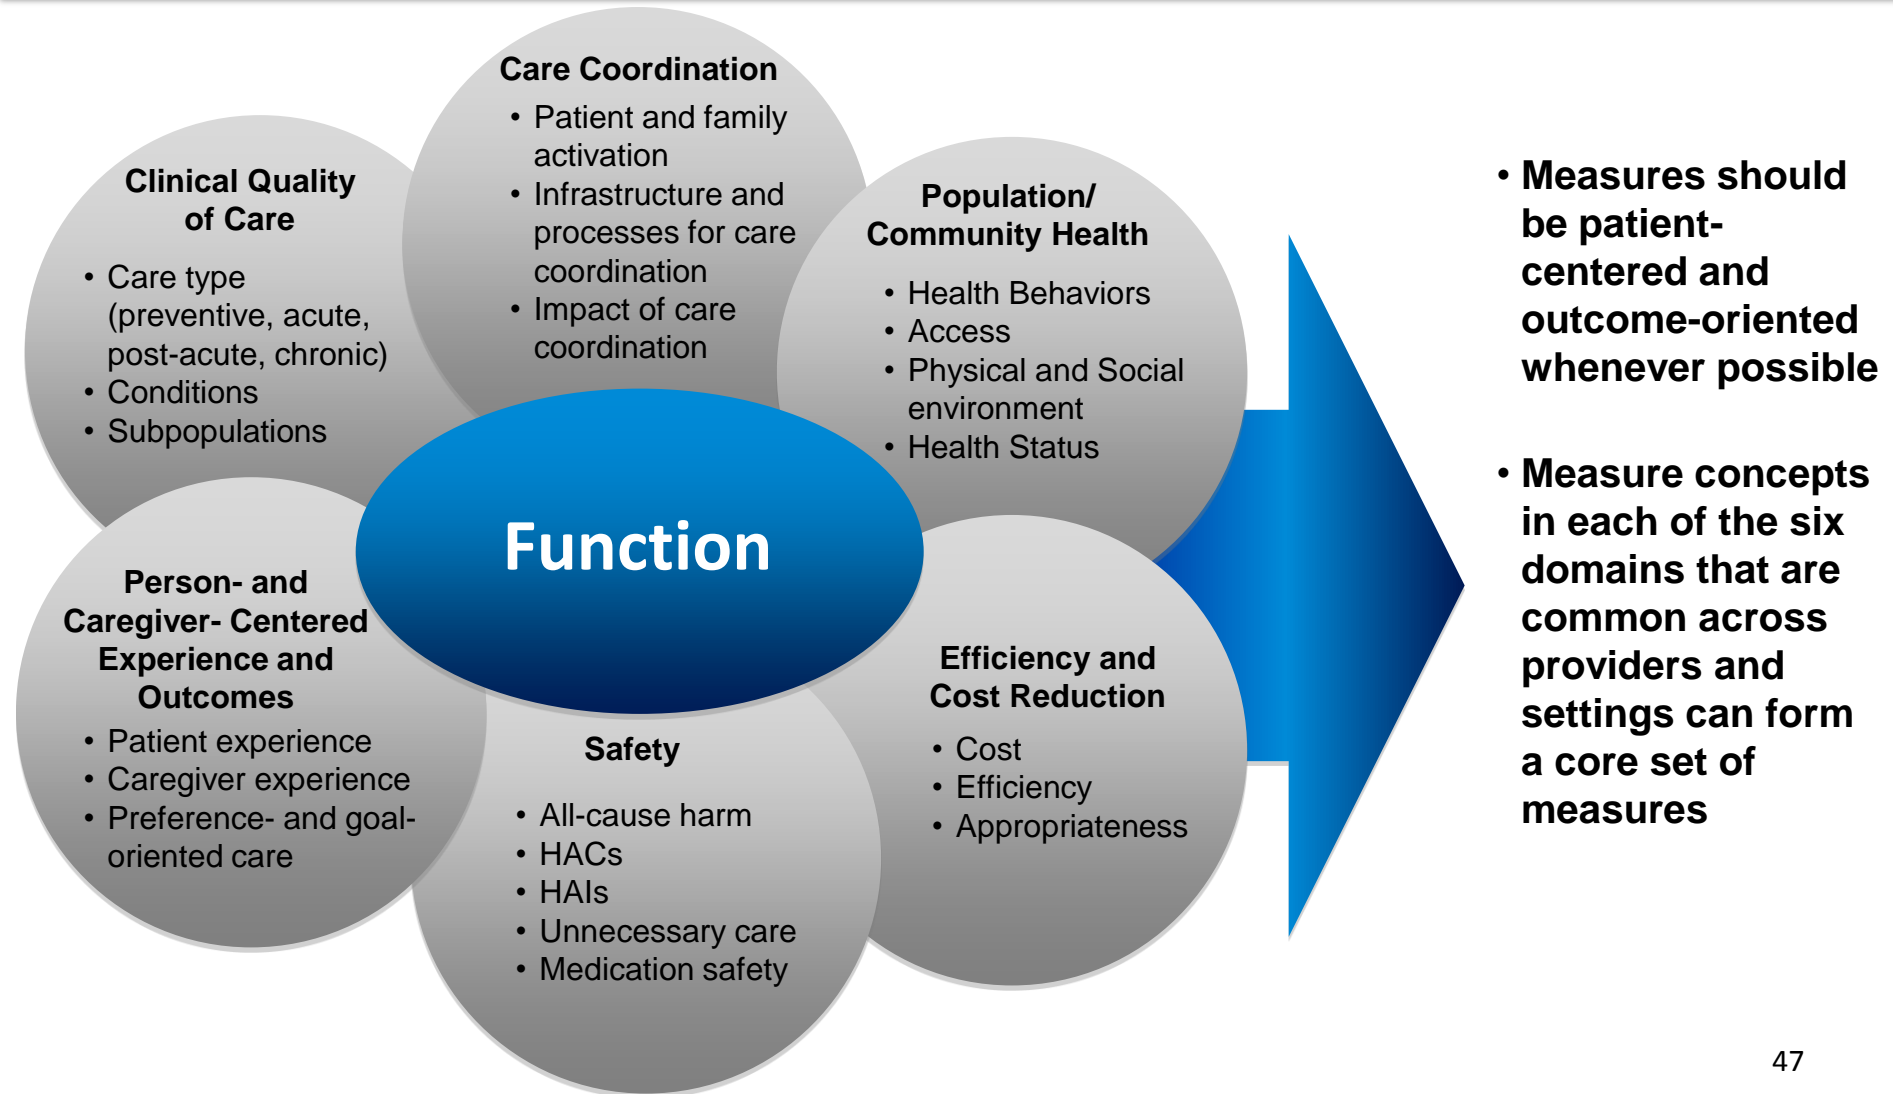 Care Coordination
• Patient and family
activation
• Infrastructure and
processes for care
coordination
• Impact of care
coordination
Clinical Quality
of Care
• Care type
(preventive, acute,
post-acute, chronic)
• Conditions
• Subpopulations
Population/
Community Health
• Health Behaviors
• Access
• Physical and Social
environment
• Health Status
Function
Person- and
Caregiver- Centered
Experience and
Outcomes
• Patient experience
• Caregiver experience
• Preference- and goal-
oriented care
Safety
• All-cause harm
• HACs
• HAIs
• Unnecessary care
• Medication safety
Efficiency and
Cost Reduction
• Cost
• Efficiency
• Appropriateness
• Measures should
be patient-
centered and
outcome-oriented
whenever possible
• Measure concepts
in each of the six
domains that are
common across
providers and
settings can form
a core set of
measures
47